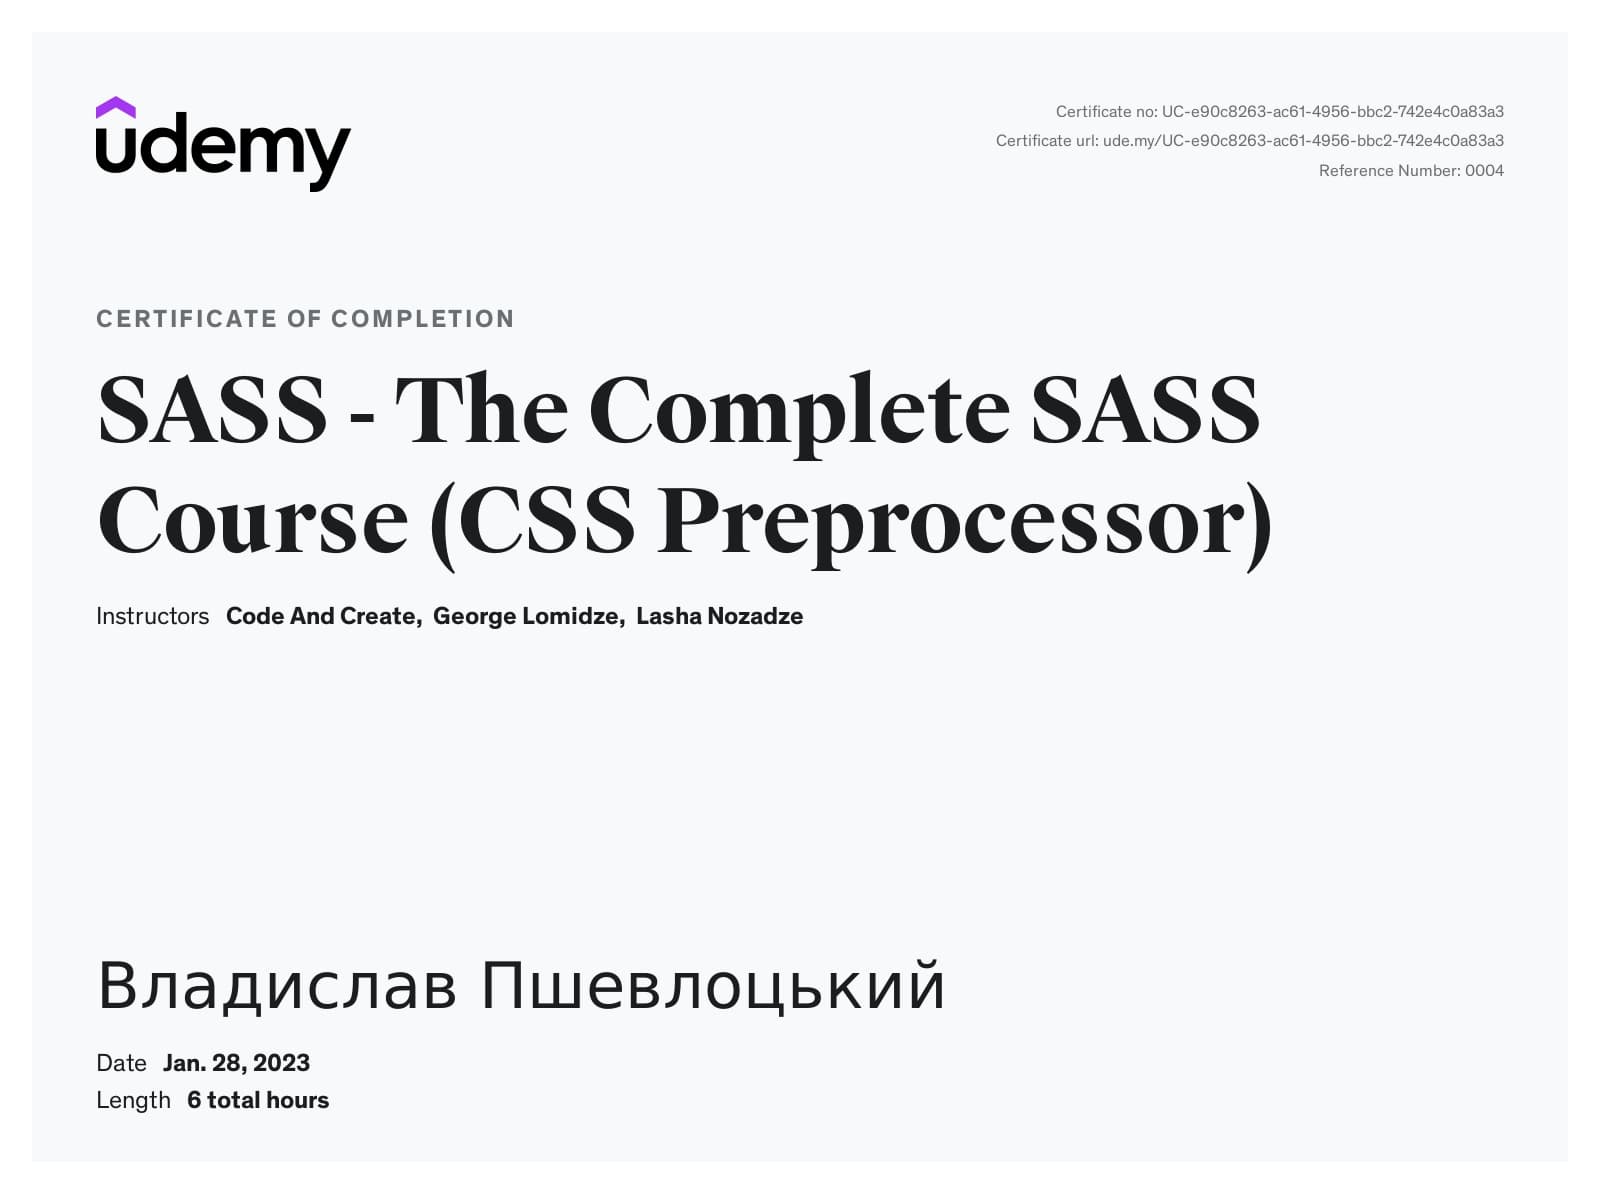 udemy
Certificate no: UC-e90c8263-ac61-4956-bbc2-742e4c0a83a3
Certificate url: ude.my/UC-e90c8263-ac61-4956-bbc2-742e4c0a83a3
Reference Number: 0004
CERTIFICATE OF COMPLETION
SASS - The Complete SASS
Course (CSS Preprocessor)
Instructors Code And Create, George Lomidze, Lasha Nozadze
Владислав Пшевлоцький
Date Jan. 28, 2023
Length 6 total hours